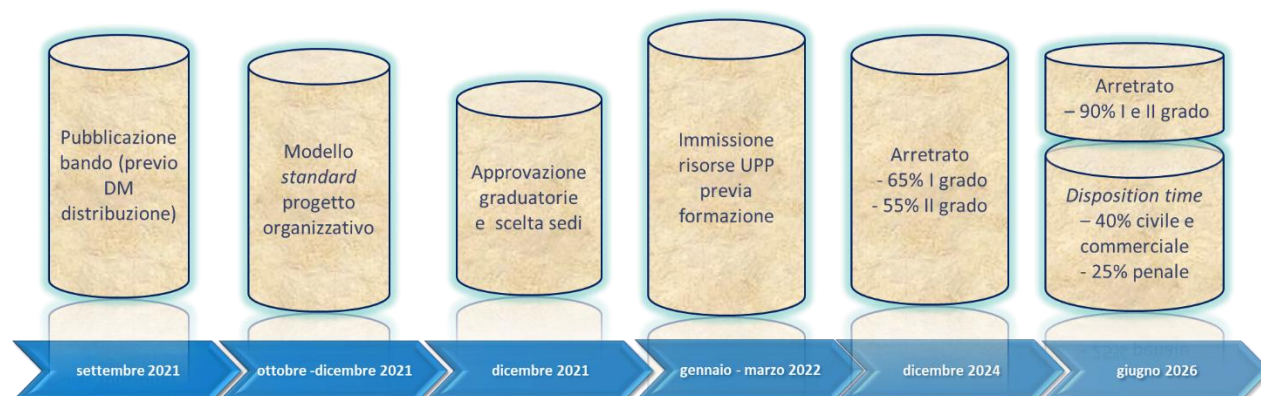 Pubblicazione
bando (previo
DM
distribuzione)
Modello
standard
progetto
organizzativo
Approvazione
graduatorie
e scelta sedi
Immissione
risorse UPP
previa
formazione
Arretrato
- 65% I grado
- 55% II grado
Arretrato
– 90% I e II grado
Disposition time
– 40% civile e
commerciale
- 25% penale
settembre 2021
ottobre -dicembre 2021
dicembre 2021
gennaio - marzo 2022
dicembre 2024
giugno 2026